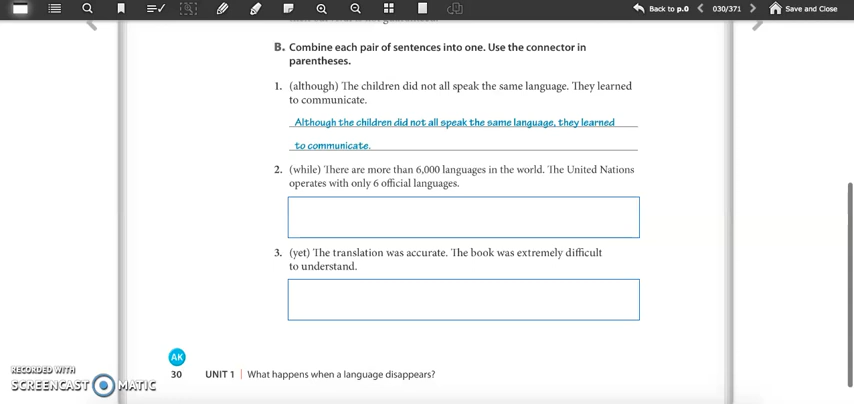 Back to p.0
030/371
Save and Close
B. Combine each pair of sentences into one. Use the connector in
parentheses.
1. (although) The children did not all speak the same language. They learned
to communicate.
Although the children did not all speak the same language, they learned
to communicate.
2. (while) There are more than 6,000 languages in the world. The United Nations
operates with only 6 official languages.
3. (yet) The translation was accurate. The book was extremely difficult
to understand.
AK
30 UNIT 1 | What happens when a language disappears?
RECORDED WITH
SCREENCAST MATIC